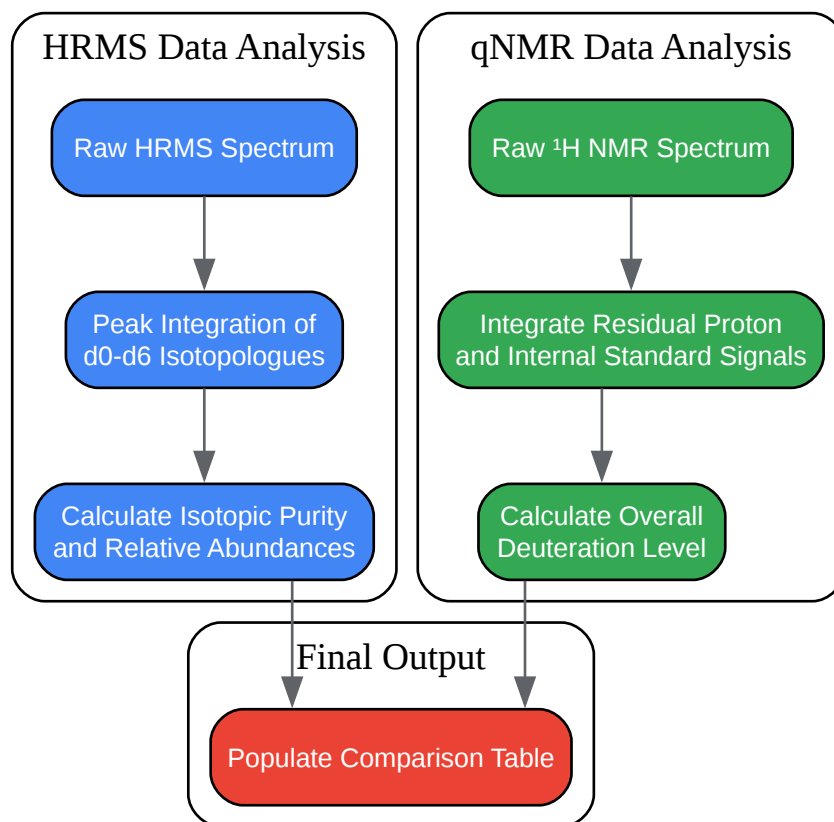 HRMS Data Analysis
Raw HRMS Spectrum
Peak Integration of
d0-d6 Isotopologues
Calculate Isotopic Purity
and Relative Abundances
qNMR Data Analysis
Raw ¹H NMR Spectrum
Integrate Residual Proton
and Internal Standard Signals
Calculate Overall
Deuteration Level
Final Output
Populate Comparison Table